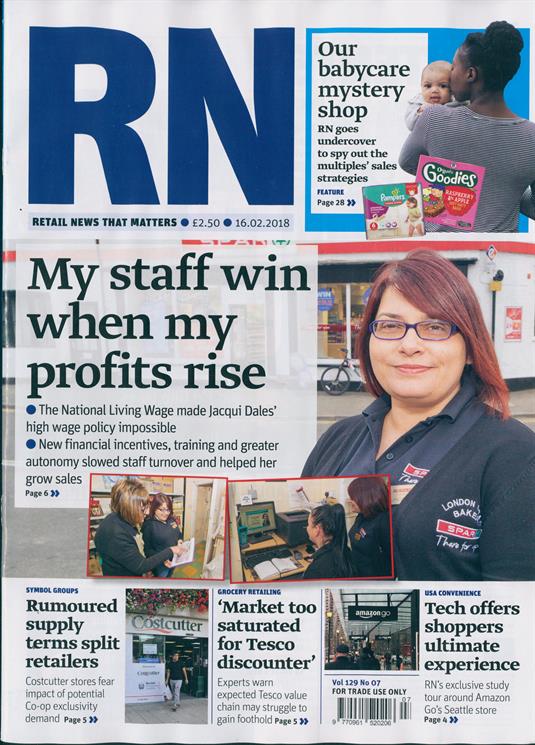 RN
RETAIL NEWS THAT MATTERS ● £2.50 ● 16.02.2018
Our
babycare
mystery
shop
RN goes
undercover
to spy out the
multiples' sales
strategies
FEATURE
Page 28 »
Pampers
6
Organix
Goodies
RASPBERRY
& APPLE
SPAR
My staff win
when my
profits rise
● The National Living Wage made Jacqui Dales'
high wage policy impossible
● New financial incentives, training and greater
autonomy slowed staff turnover and helped her
grow sales
Page 6 »
LONDON
BAKE
SPAR
There for
SPAR
There
SYMBOL GROUPS
Rumoured
supply
terms split
retailers
Costcutter stores fear
impact of potential
Co-op exclusivity
demand Page 5 »
Costcutter
Costcutter
GROCERY RETAILING
'Market too
saturated
for Tesco
discounter'
Experts warn
expected Tesco value
chain may struggle to
gain foothold Page 5 »
amazon go
Vol 129 No 07
FOR TRADE USE ONLY
07
9 770961 520206
USA CONVENIENCE
Tech offers
shoppers
ultimate
experience
RN's exclusive study
tour around Amazon
Go's Seattle store
Page 4 »